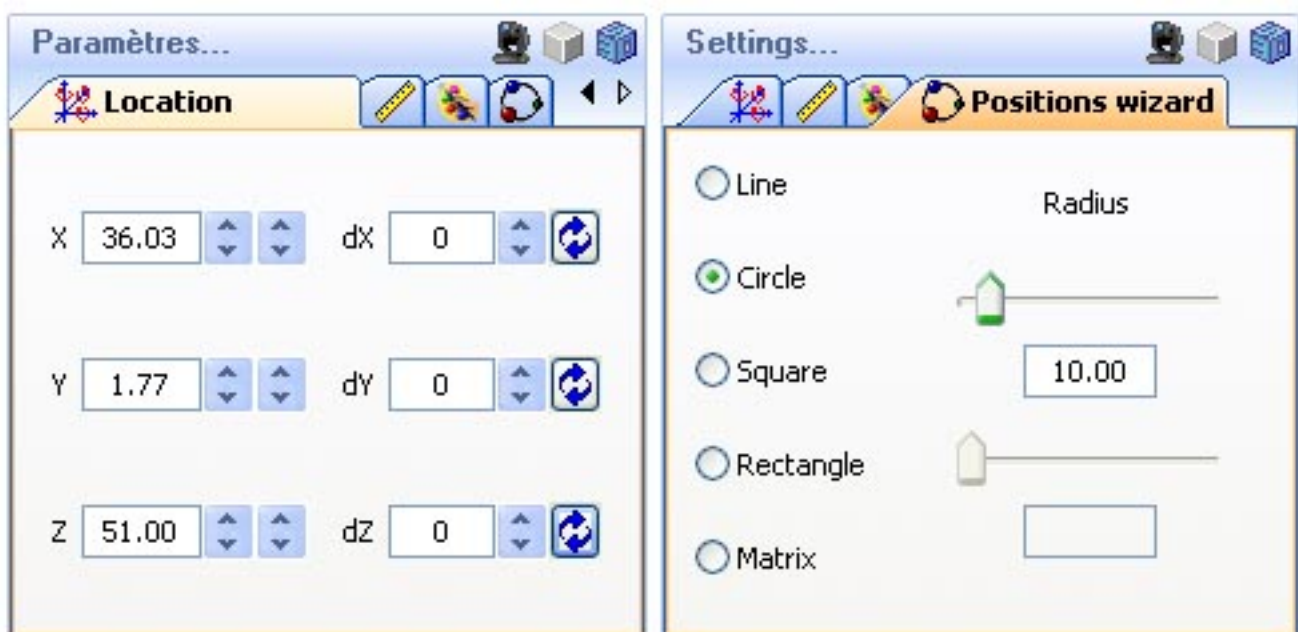 Paramètres...
Location
X 36.03 dX 0
Y 1.77 dY 0
Z 51.00 dZ 0
Settings...
Positions wizard
Line
Radius
Circle
Square
10.00
Rectangle
Matrix